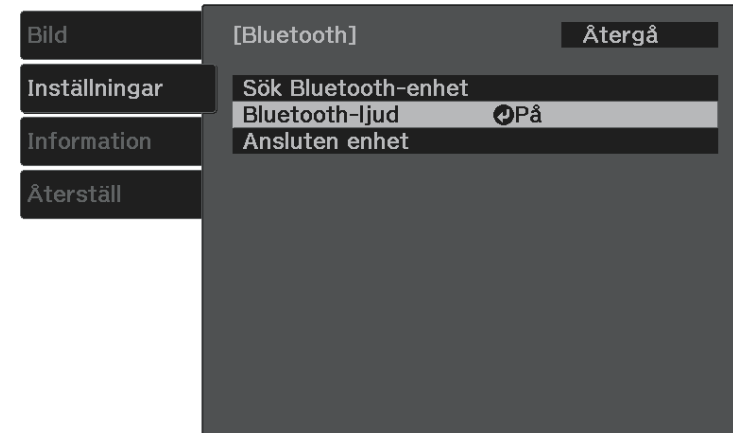 Bild
Inställningar
Information
Återställ
[Bluetooth]
Återgå
Sök Bluetooth-enhet
Bluetooth-ljud På
Ansluten enhet